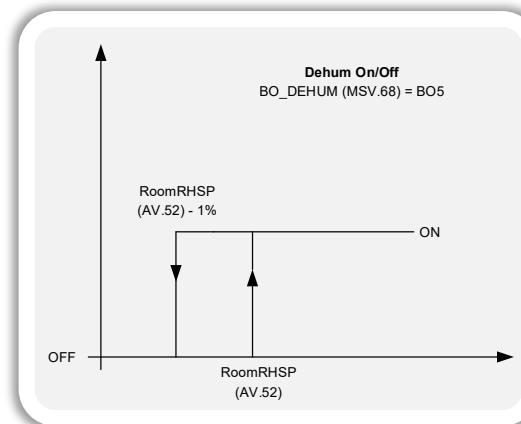 Dehum On/Off
BO_DEHUM (MSV.68) = BO5
RoomRHSP
(AV.52) - 1%
ON
OFF
RoomRHSP
(AV.52)